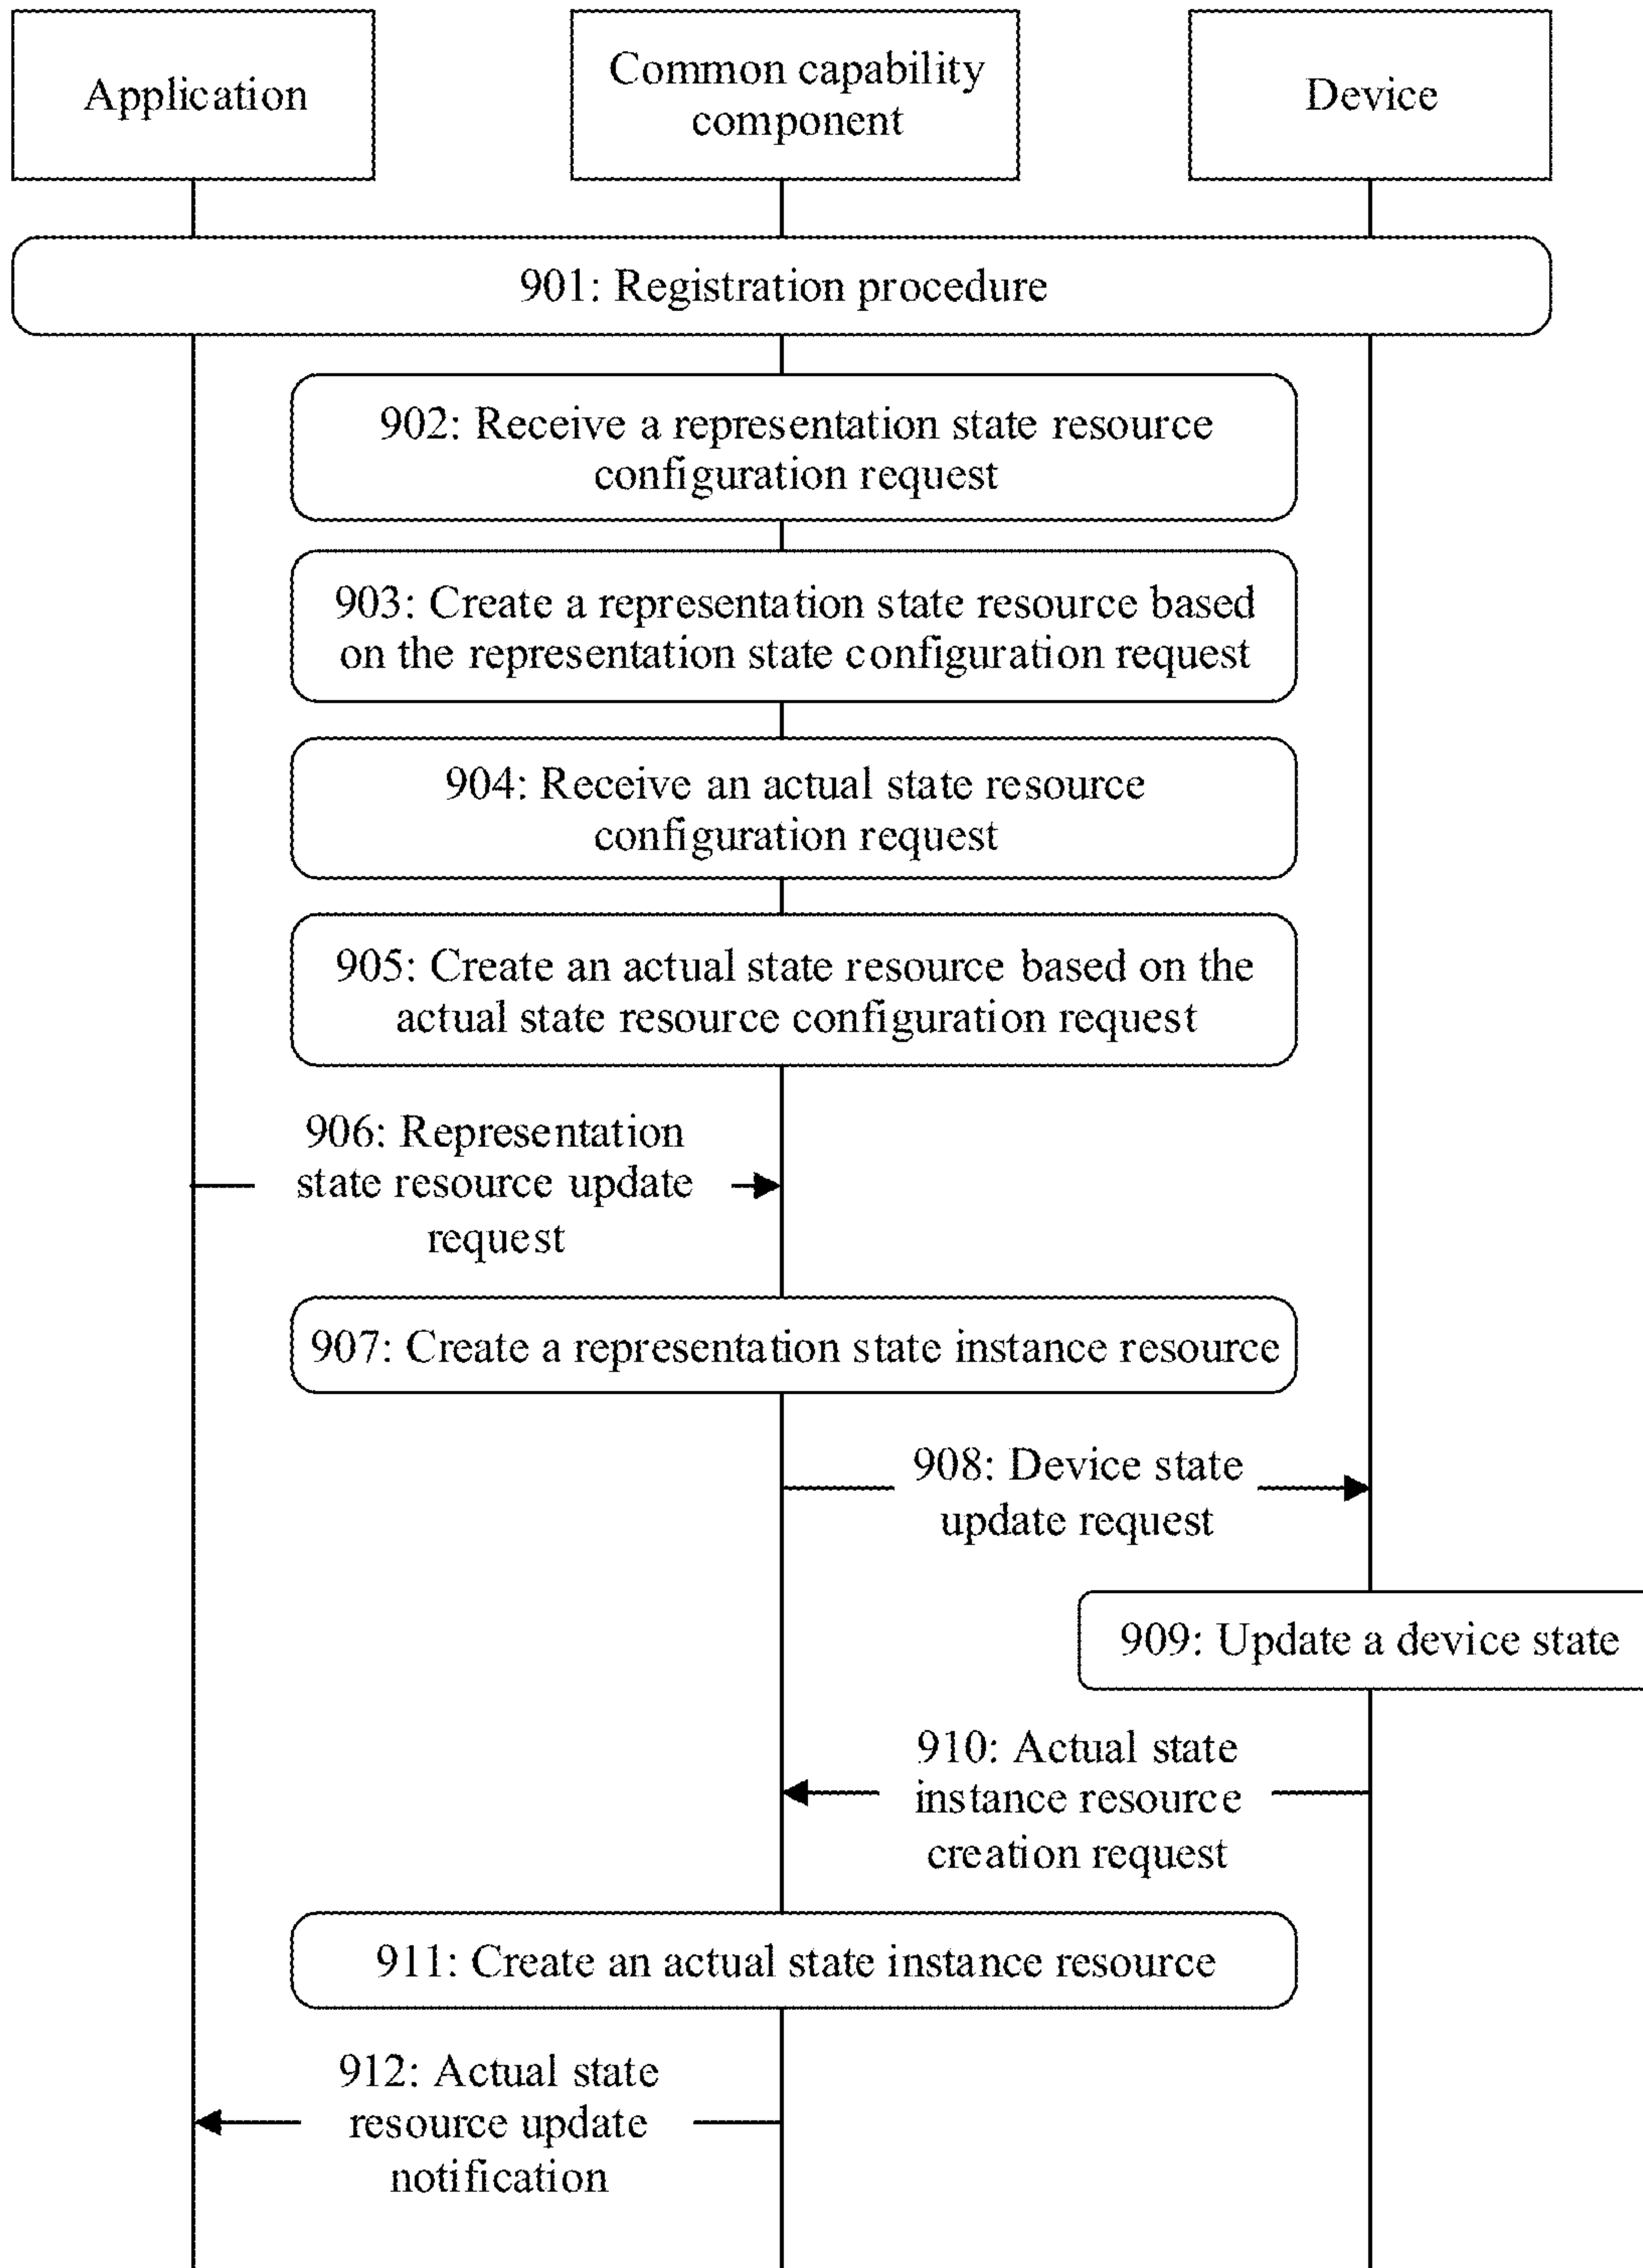 Application
Common capability
component
Device
901: Registration procedure
902: Receive a representation state resource
configuration request
903: Create a representation state resource based
on the representation state configuration request
904: Receive an actual state resource
configuration request
905: Create an actual state resource based on the
actual state resource configuration request
906: Representation
state resource update
request
907: Create a representation state instance resource
908: Device state
update request
909: Update a device state
910: Actual state
instance resource
creation request
911: Create an actual state instance resource
912: Actual state
resource update
notification